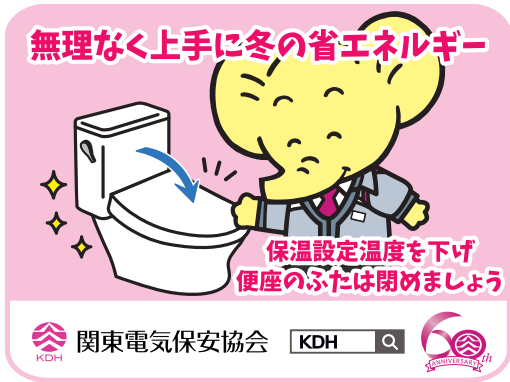 無理なく上手に冬の省エネルギー
保温設定温度を下げ
便座のふたは閉めましょう
KDH
関東電気保安協会
KDH
60th
ANNIVERSARY